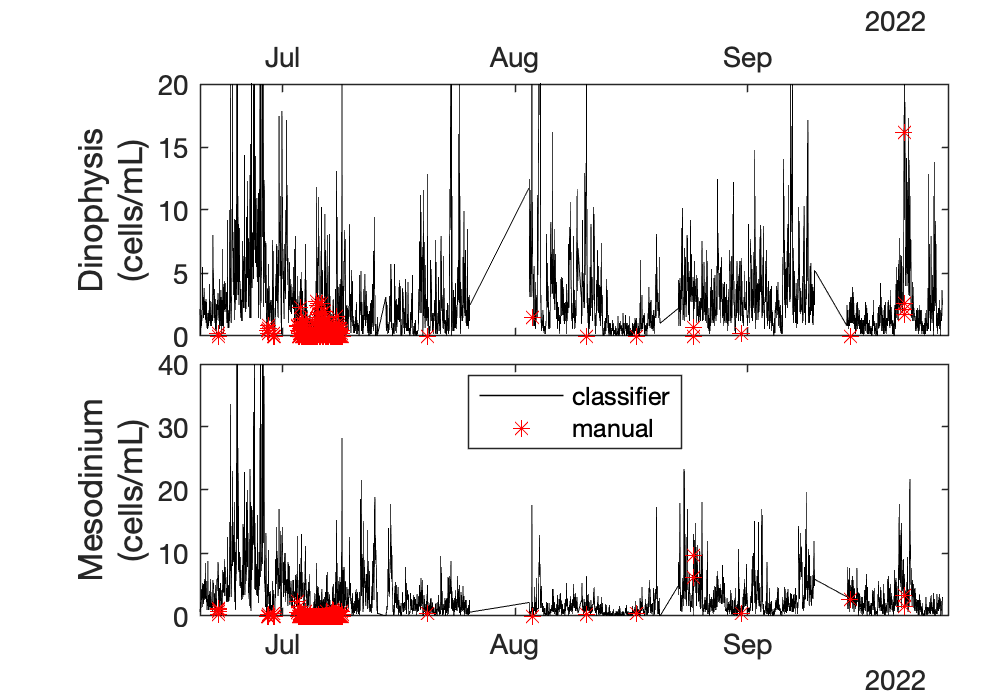 2022
Jul Aug Sep
20
15
10
5
0
Dinophysis
(cells/mL)
40
30
20
10
0
Mesodinium
(cells/mL)
classifier
manual
Jul Aug Sep
2022